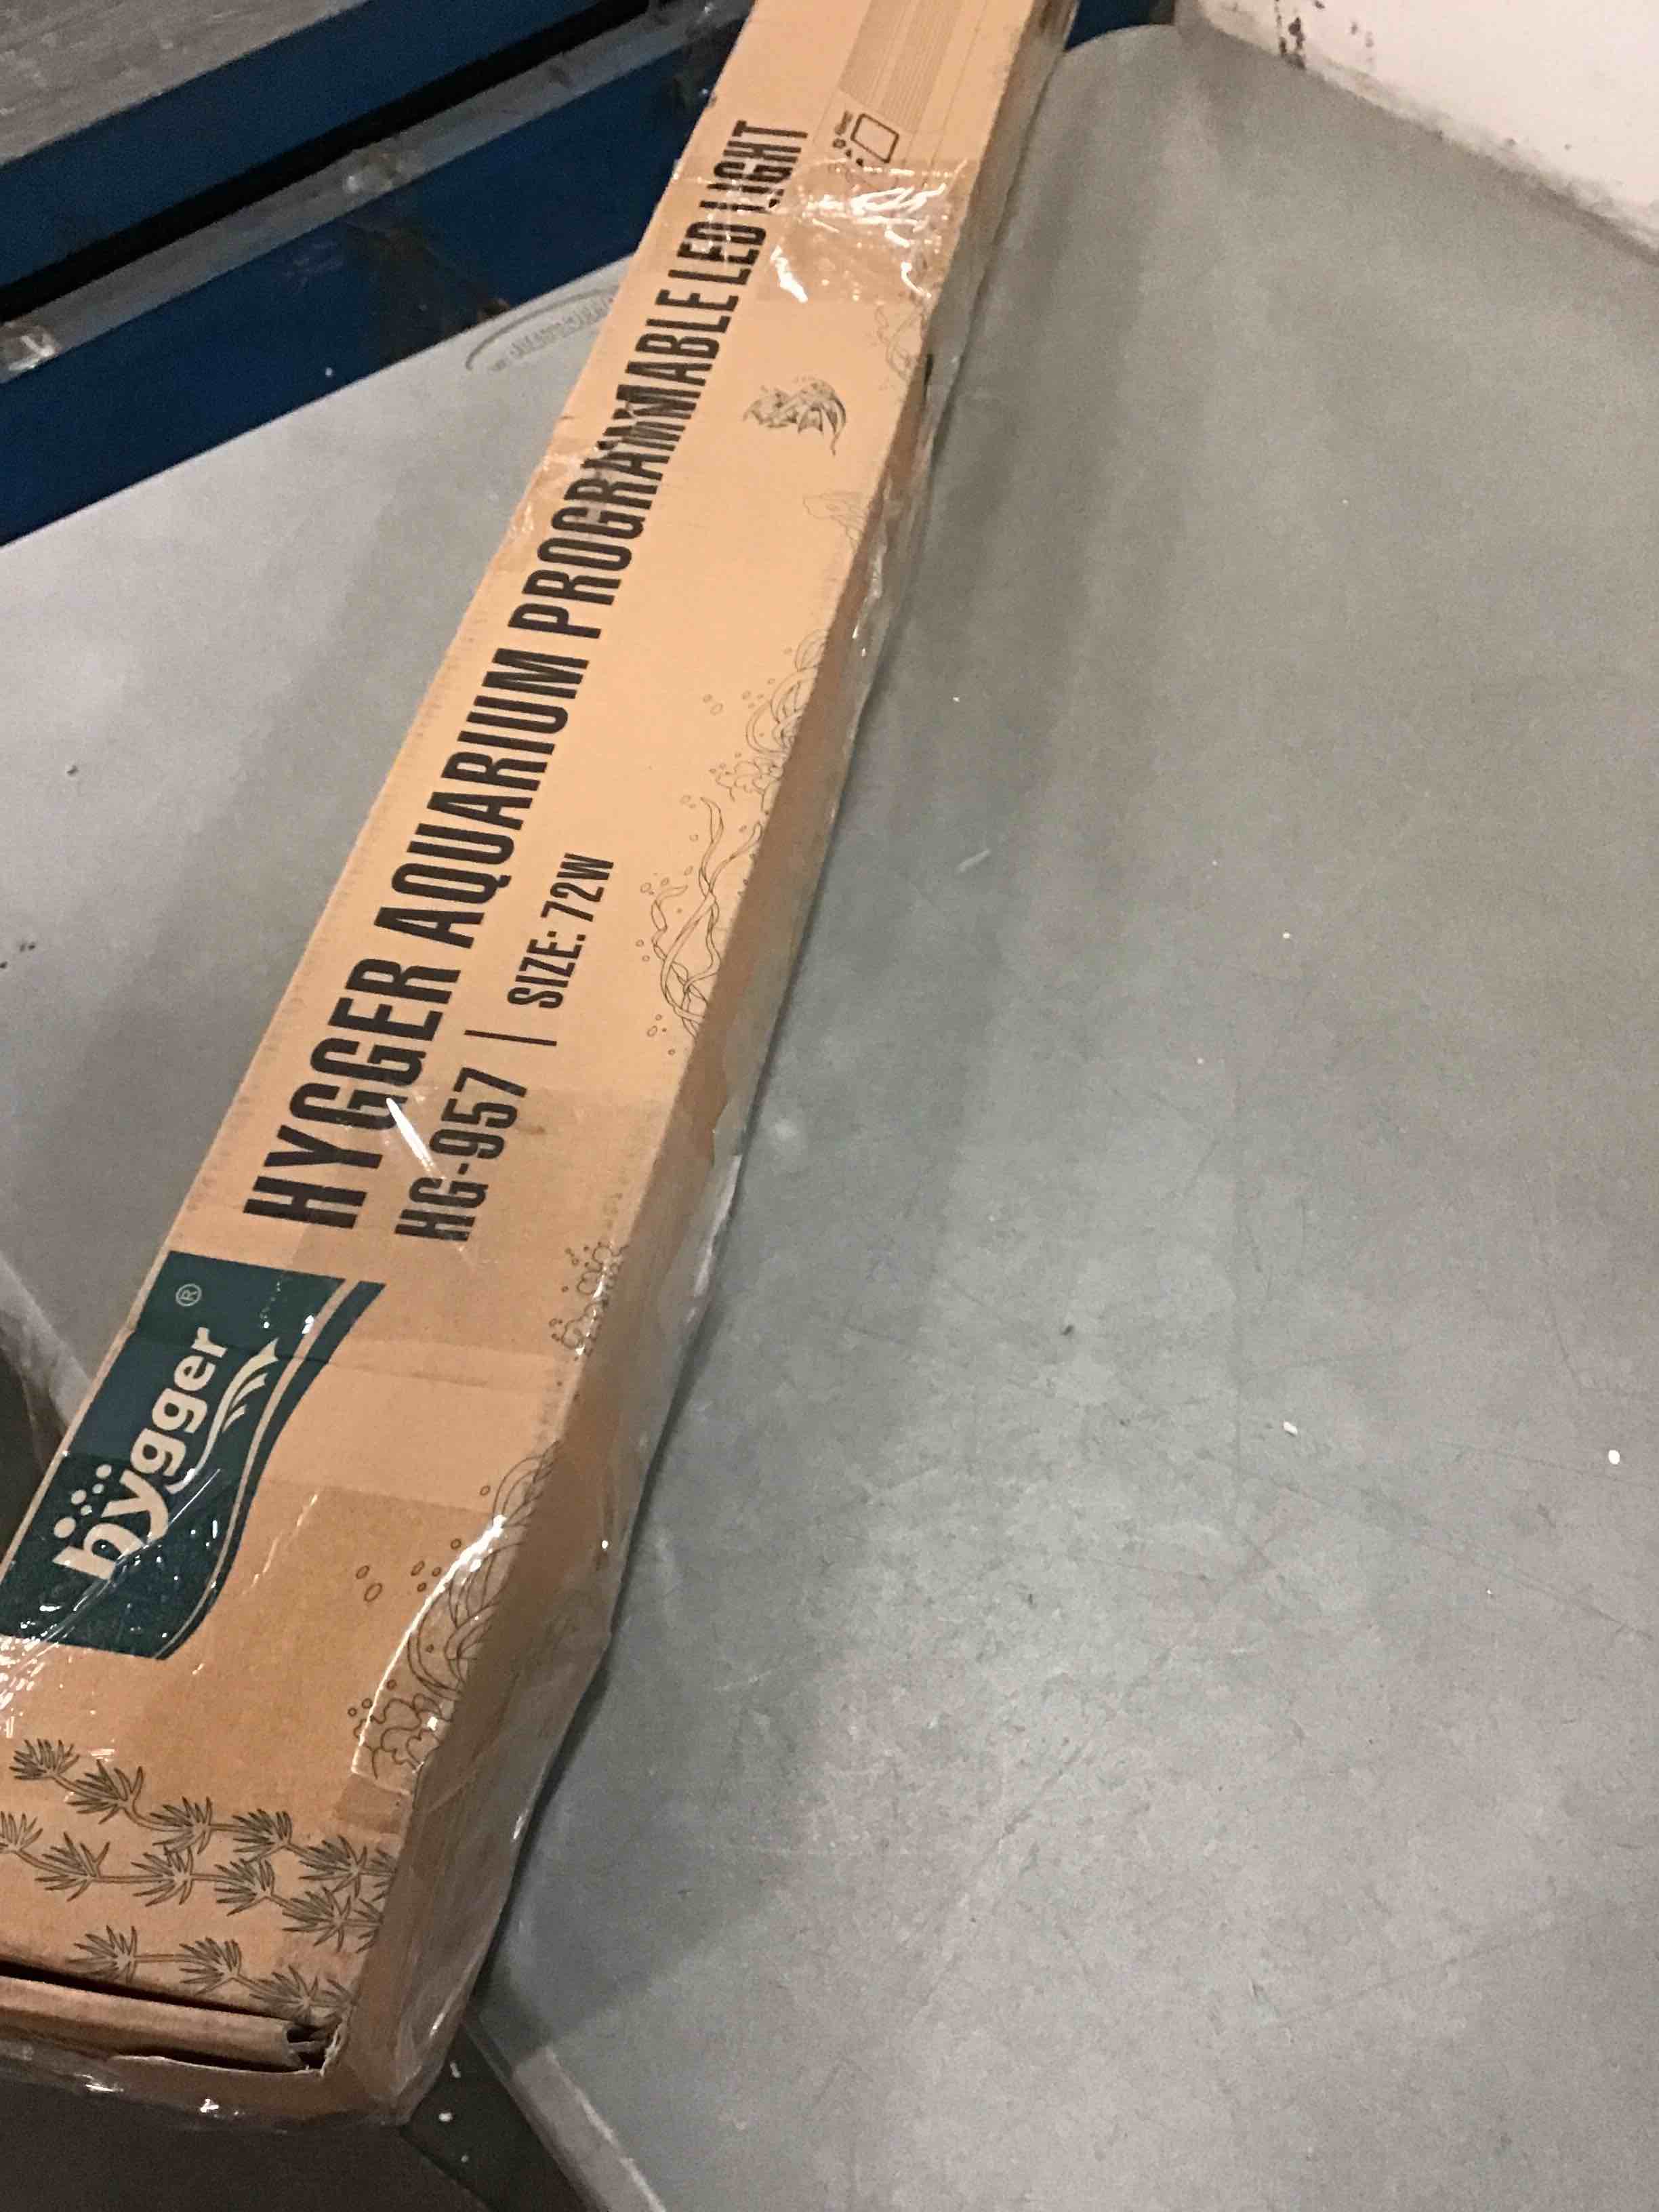 HYGGER AQUARIUM PROGRAMMABLE LED LIGHT
HG-957 | SIZE: 72W
hygger ®